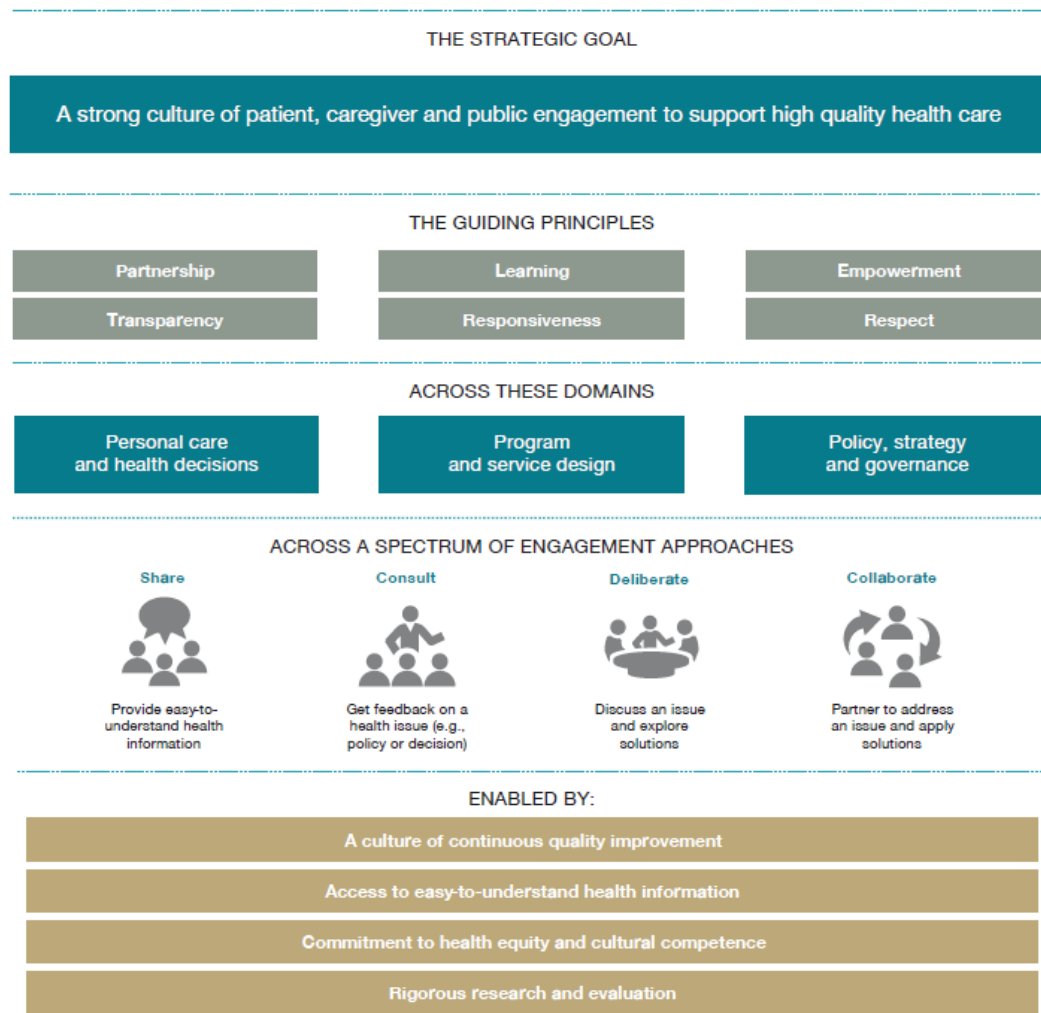 THE STRATEGIC GOAL
A strong culture of patient, caregiver and public engagement to support high quality health care
THE GUIDING PRINCIPLES
Partnership
Learning
Empowerment
Transparency
Responsiveness
Respect
ACROSS THESE DOMAINS
Personal care
and health decisions
Program
and service design
Policy, strategy
and governance
ACROSS A SPECTRUM OF ENGAGEMENT APPROACHES
Share
Provide easy-to-
understand health
information
Consult
Get feedback on a
health issue (e.g.,
policy or decision)
Deliberate
Discuss an issue
and explore
solutions
Collaborate
Partner to address
an issue and apply
solutions
ENABLED BY:
A culture of continuous quality improvement
Access to easy-to-understand health information
Commitment to health equity and cultural competence
Rigorous research and evaluation